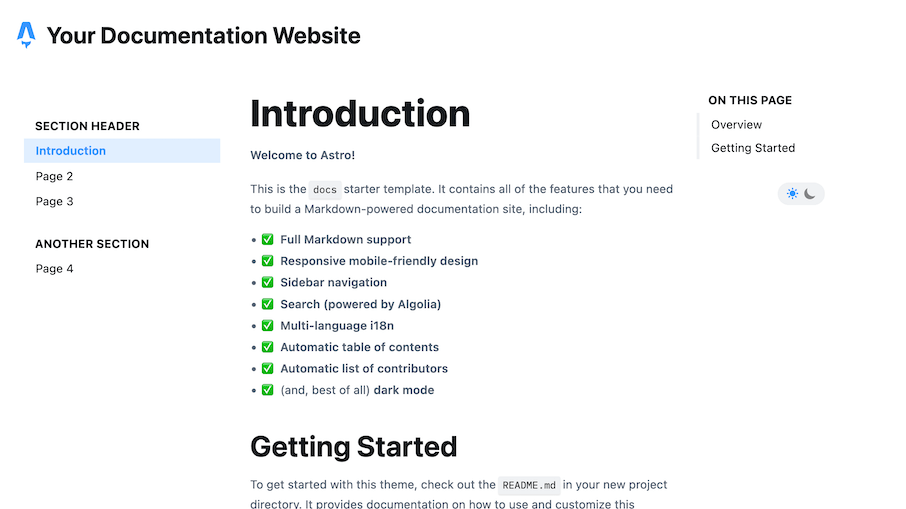 Your Documentation Website
SECTION HEADER
Introduction
Page 2
Page 3
ANOTHER SECTION
Page 4
Introduction
Welcome to Astro!
This is the docs starter template. It contains all of the features that you need
to build a Markdown-powered documentation site, including:
• ✅ Full Markdown support
• ✅ Responsive mobile-friendly design
• ✅ Sidebar navigation
• ✅ Search (powered by Algolia)
• ✅ Multi-language i18n
• ✅ Automatic table of contents
• ✅ Automatic list of contributors
• ✅ (and, best of all) dark mode
Getting Started
To get started with this theme, check out the README.md in your new project
directory. It provides documentation on how to use and customize this
ON THIS PAGE
Overview
Getting Started